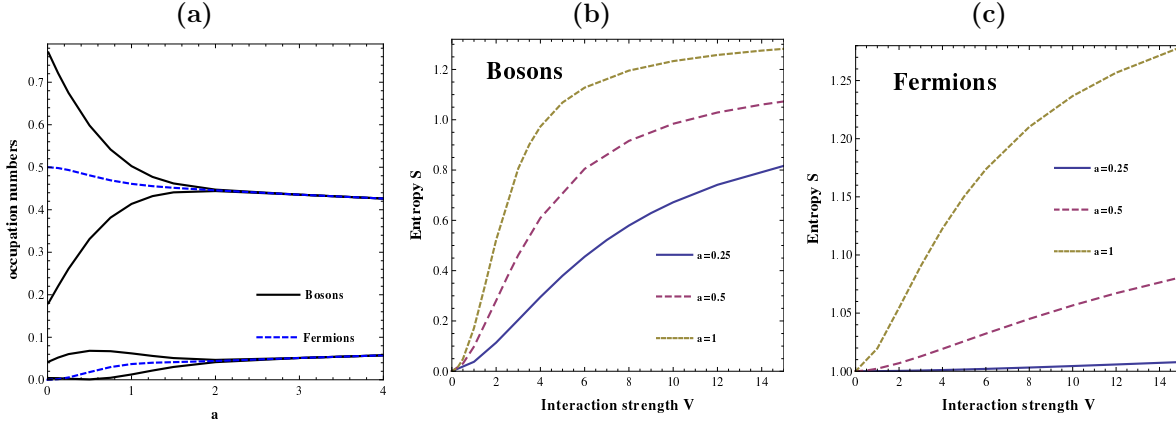 (a)
occupation numbers
0.7
0.6
0.5
0.4
0.3
0.2
0.1
0.0
0
1
2
3
4
a
Bosons
Fermions
(b)
Bosons
Entropy S
1.2
1.0
0.8
0.6
0.4
0.2
0.0
0
2
4
6
8
10
12
14
Interaction strength V
a=0.25
a=0.5
a=1
(c)
Fermions
Entropy S
1.25
1.20
1.15
1.10
1.05
1.00
0
2
4
6
8
10
12
14
Interaction strength V
a=0.25
a=0.5
a=1